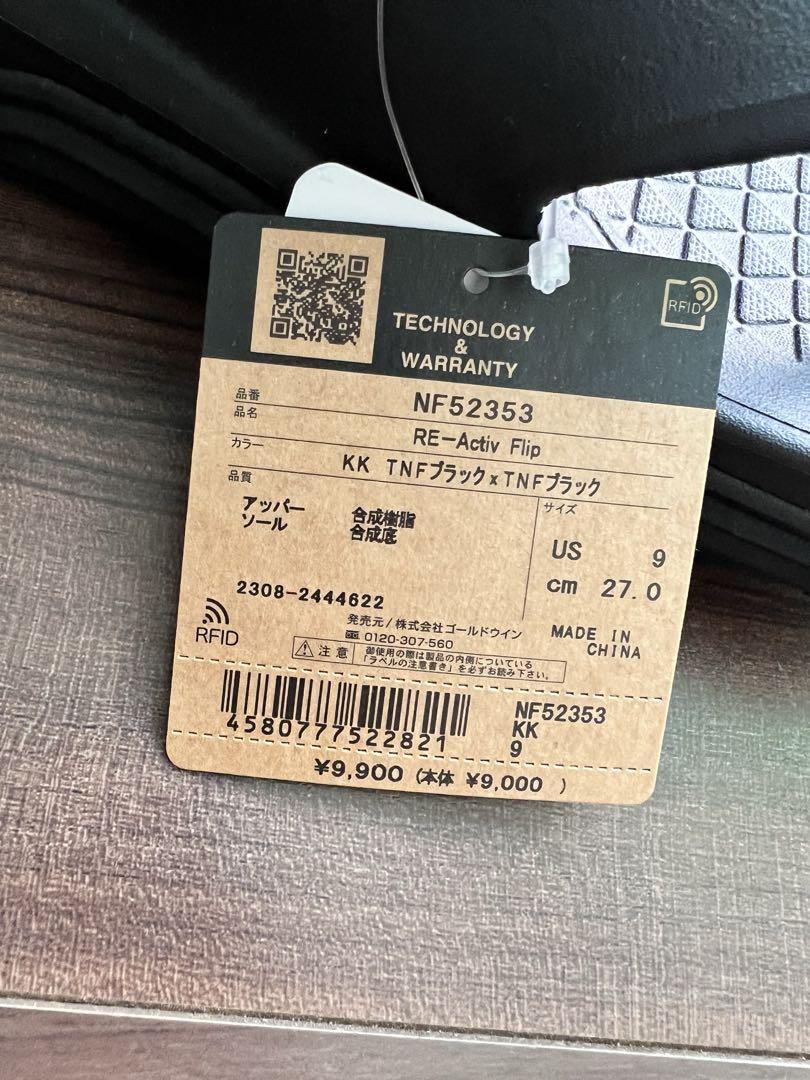 TECHNOLOGY
&
WARRANTY
RFID
品番 NF52353
品名 RE-Activ Flip
カラー KK TNFブラックxTNFブラック
品質
アッパー 合成樹脂
ソール 合成底
サイズ
US 9
cm 27.0
2308-2444622
RFID
発売元/株式会社ゴールドウイン
0120-307-560
MADE IN
CHINA
注意 御使用の際は製品の内側についている
「ラベルの注意書き」を必ずお読み下さい。
4580777522821
NF52353
KK
9
¥9,900 (本体 ¥9,000 )